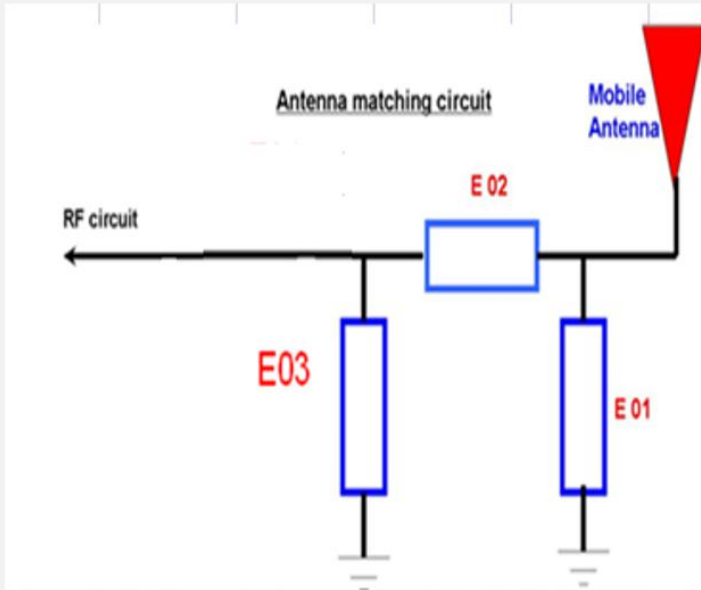 Antenna matching circuit
Mobile
Antenna
E 02
RF circuit
E03
E 01